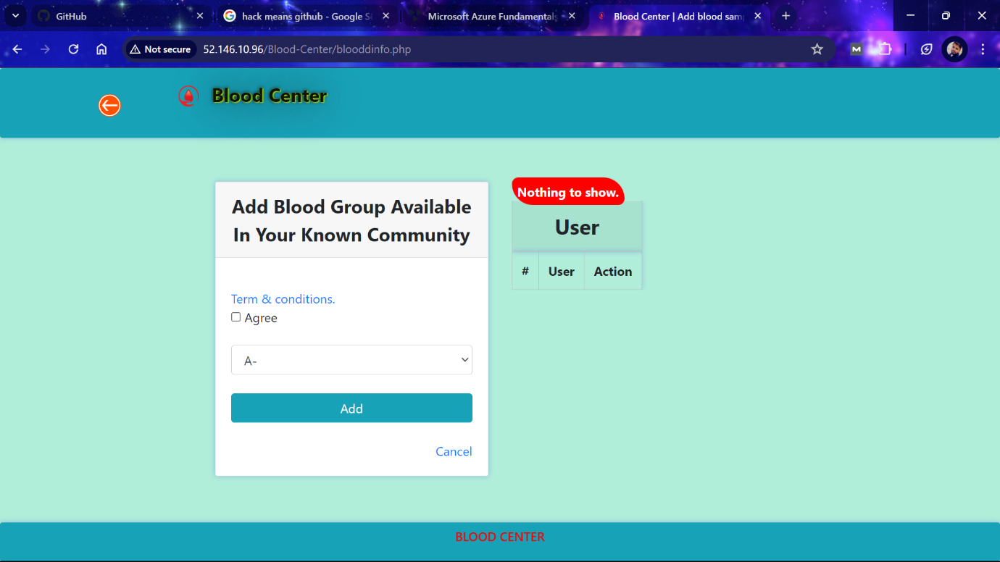 GitHub
hack means github - Google S
Microsoft Azure Fundamentals
Blood Center | Add blood sam
Not secure
52.146.10.96/Blood-Center/blooddinfo.php
Blood Center
Add Blood Group Available
In Your Known Community
Term & conditions.
Agree
A-
Add
Cancel
Nothing to show.
User
# User Action
BLOOD CENTER